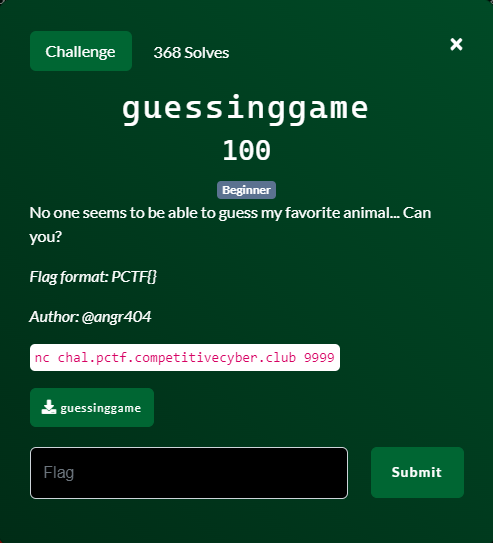 Challenge 368 Solves ×
guessinggame
100
Beginner
No one seems to be able to guess my favorite animal... Can
you?
Flag format: PCTF{}
Author: @angr404
nc chal.pctf.competitivecyber.club 9999
guessinggame
Flag Submit